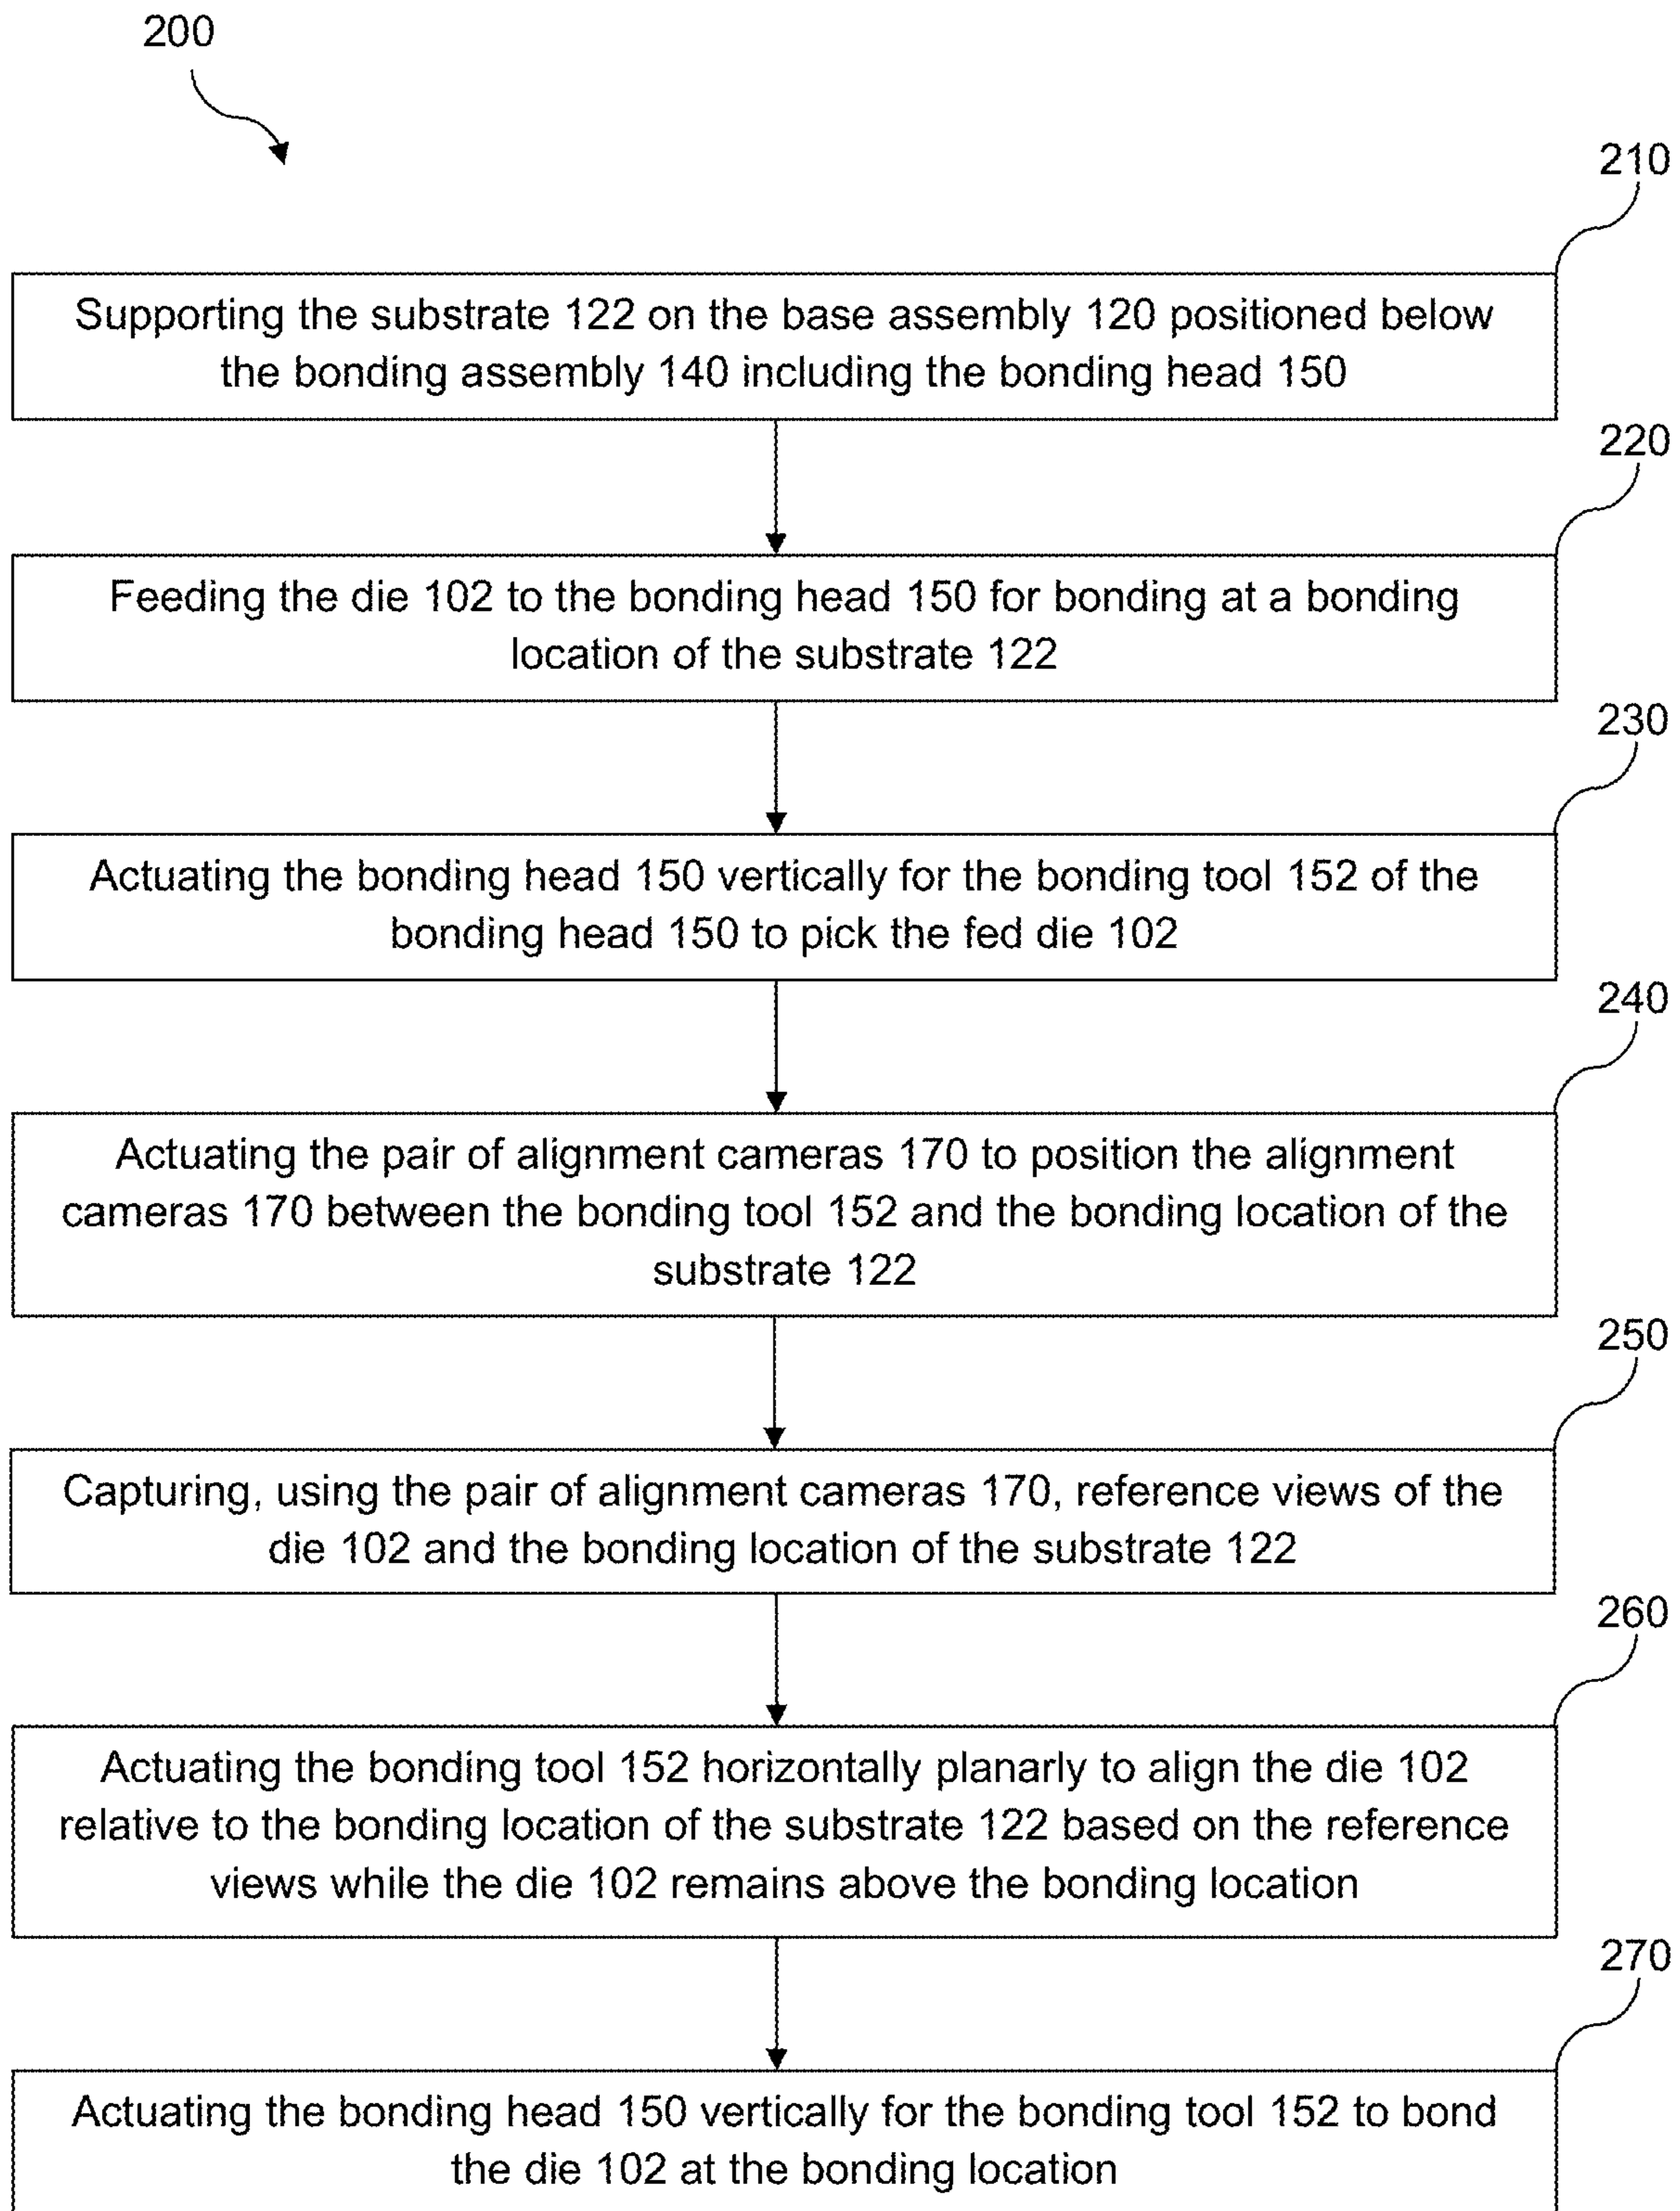 200
210
Supporting the substrate 122 on the base assembly 120 positioned below
the bonding assembly 140 including the bonding head 150
220
Feeding the die 102 to the bonding head 150 for bonding at a bonding
location of the substrate 122
230
Actuating the bonding head 150 vertically for the bonding tool 152 of the
bonding head 150 to pick the fed die 102
240
Actuating the pair of alignment cameras 170 to position the alignment
cameras 170 between the bonding tool 152 and the bonding location of the
substrate 122
250
Capturing, using the pair of alignment cameras 170, reference views of the
die 102 and the bonding location of the substrate 122
260
Actuating the bonding tool 152 horizontally planarly to align the die 102
relative to the bonding location of the substrate 122 based on the reference
views while the die 102 remains above the bonding location
270
Actuating the bonding head 150 vertically for the bonding tool 152 to bond
the die 102 at the bonding location